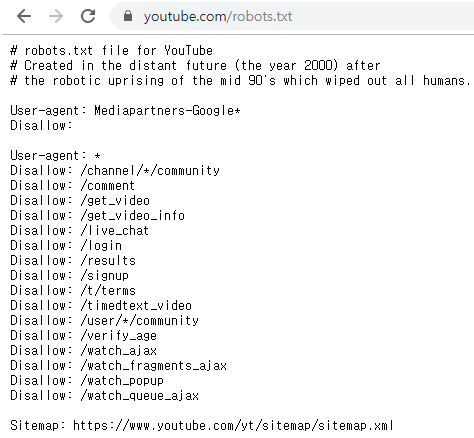 youtube.com/robots.txt
# robots.txt file for YouTube
# Created in the distant future (the year 2000) after
# the robotic uprising of the mid 90's which wiped out all humans.
User-agent: Mediapartners-Google*
Disallow:
User-agent: *
Disallow: /channel/*/community
Disallow: /comment
Disallow: /get_video
Disallow: /get_video_info
Disallow: /live_chat
Disallow: /login
Disallow: /results
Disallow: /signup
Disallow: /t/terms
Disallow: /timedtext_video
Disallow: /user/*/community
Disallow: /verify_age
Disallow: /watch_ajax
Disallow: /watch_fragments_ajax
Disallow: /watch_popup
Disallow: /watch_queue_ajax
Sitemap: https://www.youtube.com/yt/sitemap/sitemap.xml